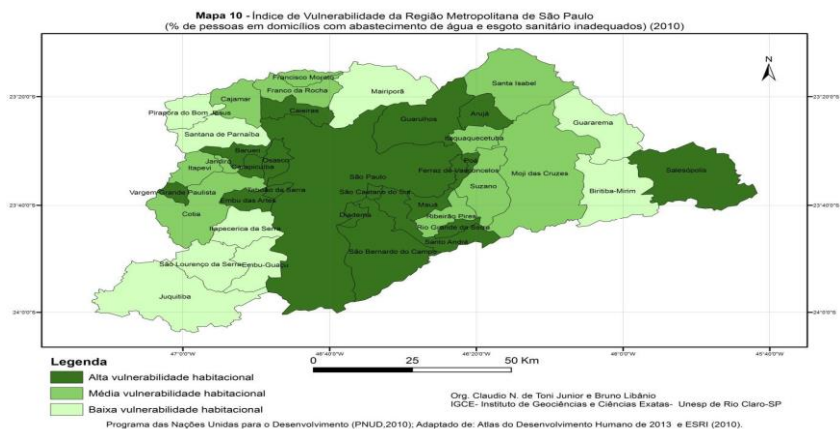 Mapa 10 - Índice de Vulnerabilidade da Região Metropolitana de São Paulo
(% de pessoas em domicílios com abastecimento de água e esgoto sanitário inadequados) (2010)
N
23°20'0"S
23°20'0"S
23°40'0"S
23°40'0"S
24°0'0"S
24°0'0"S
Francisco Morato
Franco da Rocha
Mairiporã
Santa Isabel
Cajamar
Caieiras
Pirapora do Bom Jesus
Guarulhos
Arujá
Guararema
Santana de Parnaíba
Itaquaquecetuba
Barueri
Jandira
Osasco
Carapicuíba
Itapevi
São Paulo
Poá
Ferraz de Vasconcelos
Moji das Cruzes
Salesópolis
Vargem Grande Paulista
Taboão da Serra
São Caetano do Sul
Suzano
Biritiba-Mirim
Embu das Artes
Mauá
Cotia
Diadema
Ribeirão Pires
Itapecerica da Serra
Rio Grande da Serra
Santo André
São Bernardo do Campo
São Lourenço da Serra
Embu-Guaçu
Juquitiba
47°0'0"W
46°40'0"W
46°20'0"W
46°0'0"W
45°40'0"W
Legenda
Alta vulnerabilidade habitacional
Média vulnerabilidade habitacional
Baixa vulnerabilidade habitacional
0 25 50 Km
Org. Claudio N. de Toni Junior e Bruno Libânio
IGCE- Instituto de Geociências e Ciências Exatas- Unesp de Rio Claro-SP
Programa das Nações Unidas para o Desenvolvimento (PNUD,2010); Adaptado de: Atlas do Desenvolvimento Humano de 2013 e ESRI (2010).